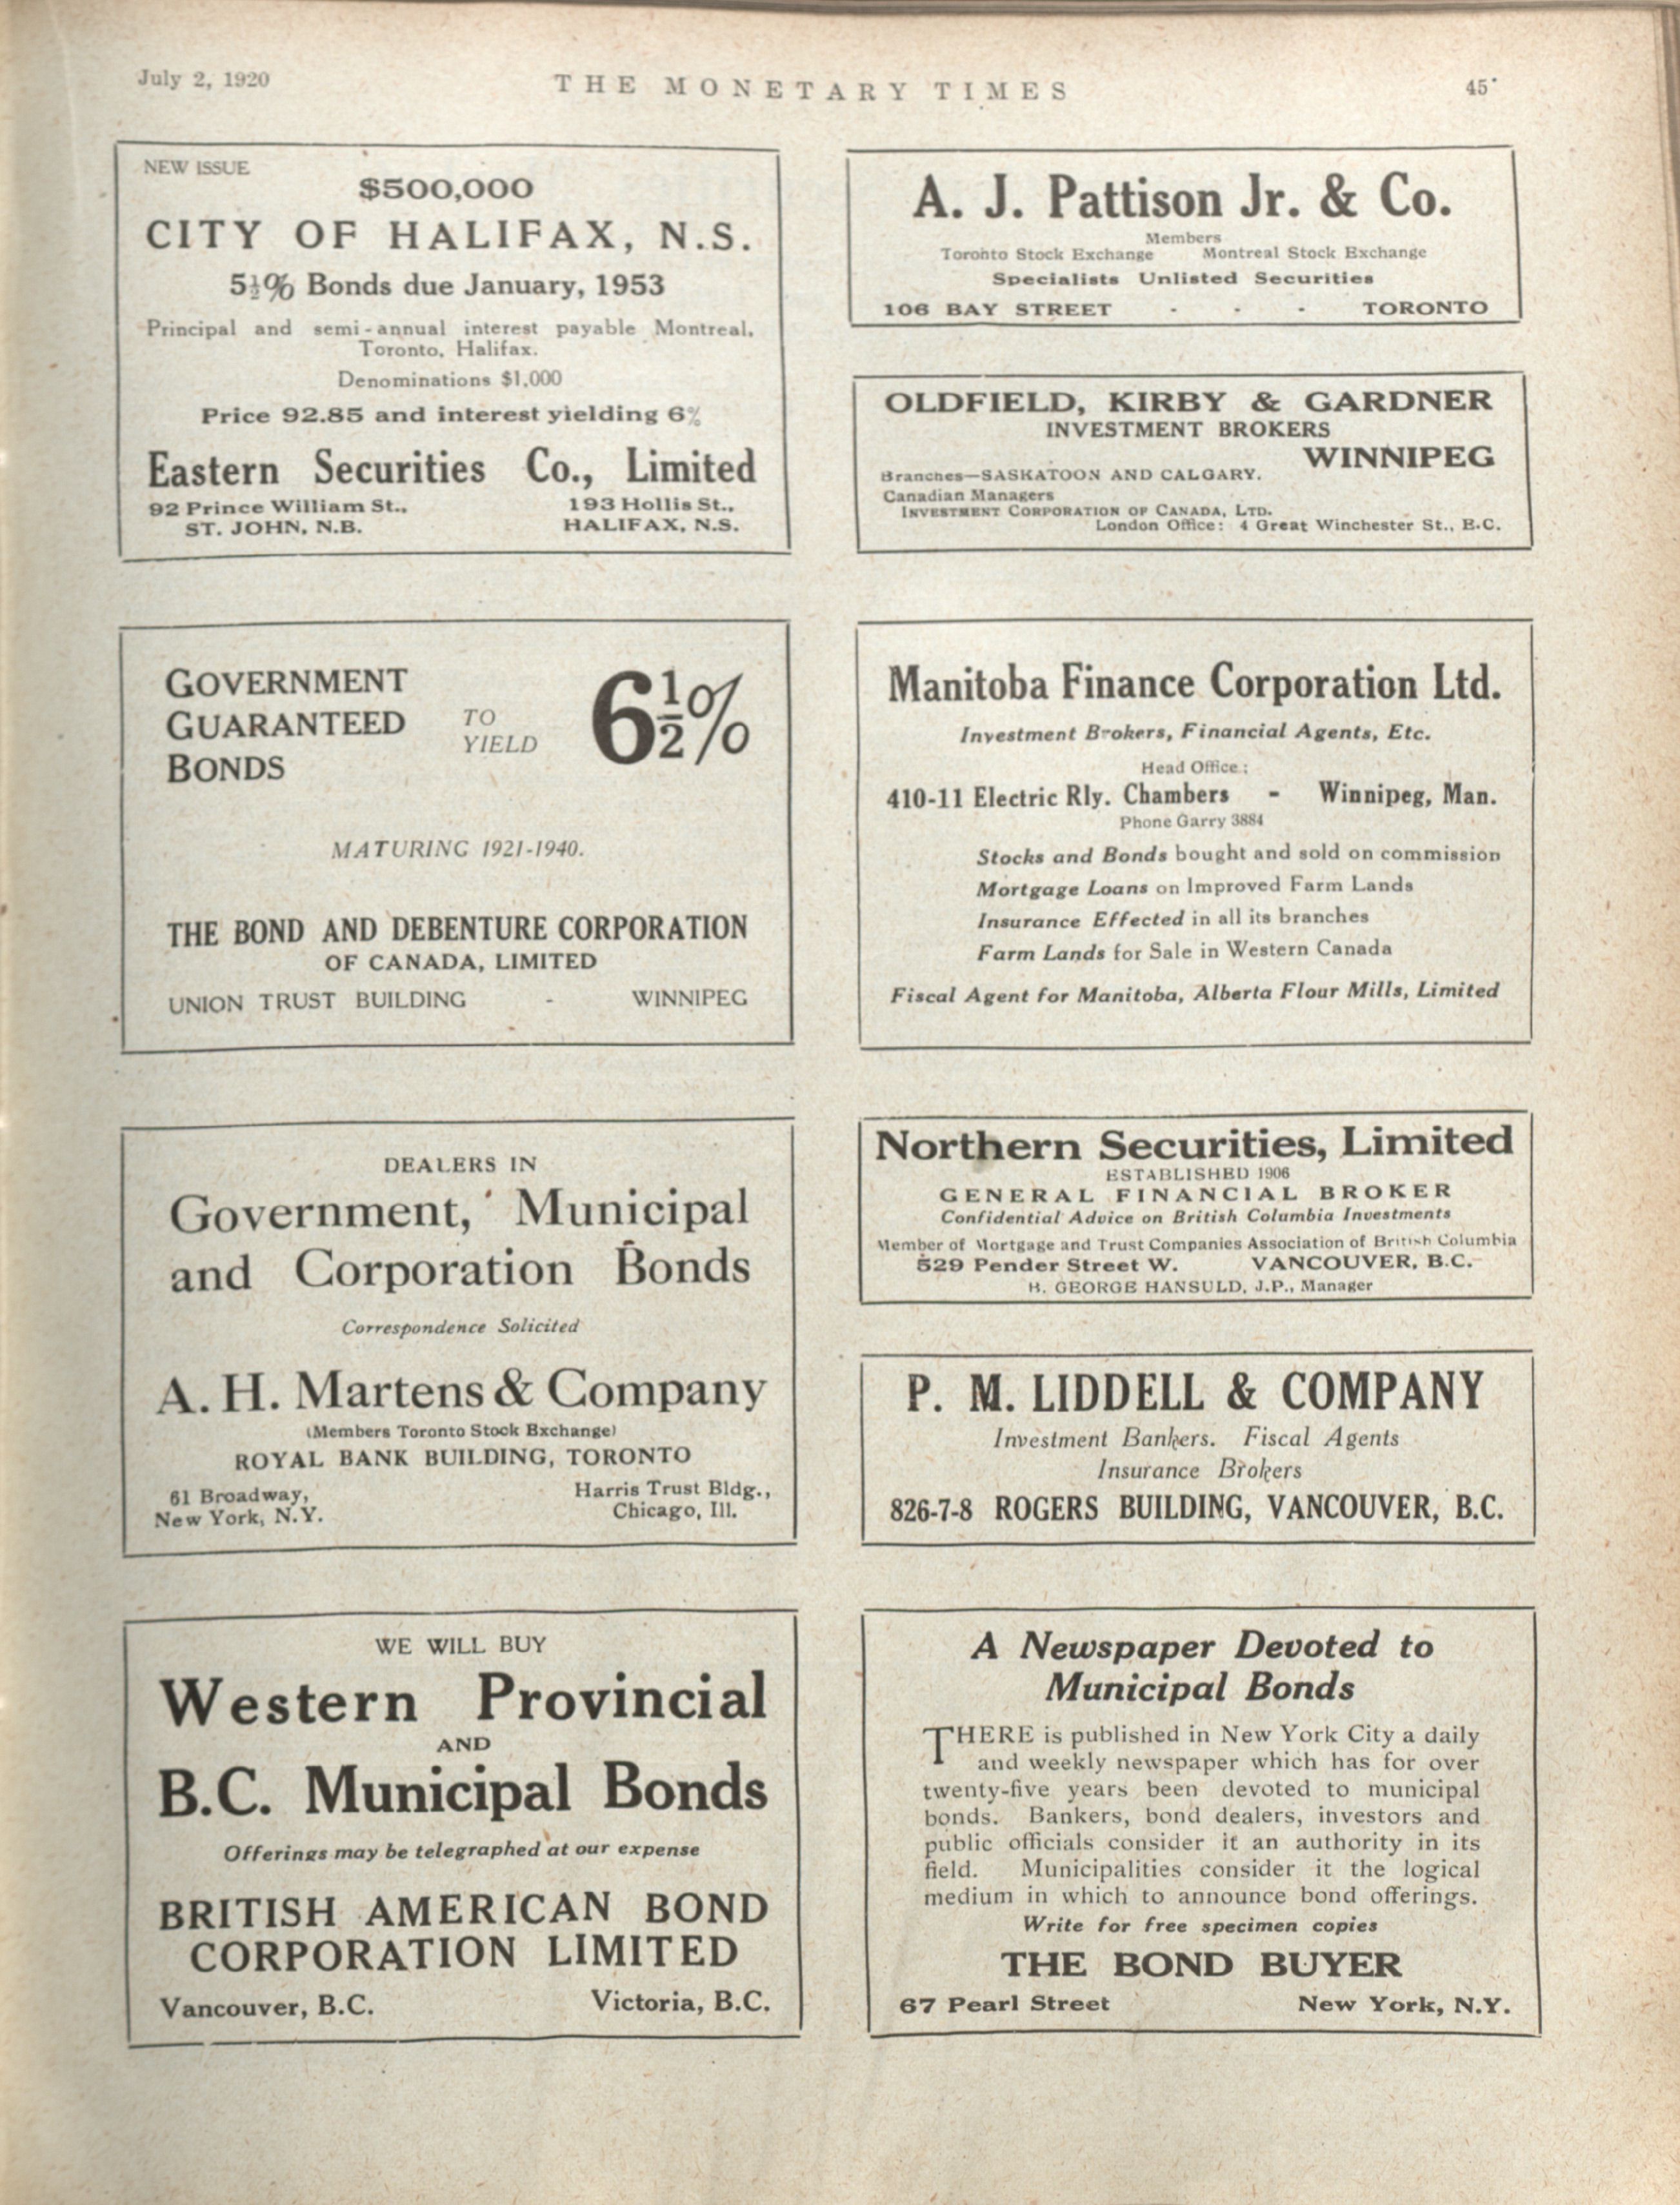 July 2, 1920
THE MONETARY TIMES
45
NEW ISSUE
$500,000
CITY OF HALIFAX, N.S.
5½% Bonds due January, 1953
Principal and semi-annual interest payable Montreal,
Toronto, Halifax.
Denominations $1,000
Price 92.85 and interest yielding 6%
Eastern Securities Co., Limited
92 Prince William St., 193 Hollis St.,
ST. JOHN, N.B. HALIFAX, N.S.
GOVERNMENT
GUARANTEED
BONDS
TO
YIELD
6½%
MATURING 1921-1940.
THE BOND AND DEBENTURE CORPORATION
OF CANADA, LIMITED
UNION TRUST BUILDING - WINNIPEG
DEALERS IN
Government, Municipal
and Corporation Bonds
Correspondence Solicited
A. H. Martens & Company
(Members Toronto Stock Exchange)
ROYAL BANK BUILDING, TORONTO
61 Broadway, Harris Trust Bldg.,
New York, N.Y. Chicago, Ill.
WE WILL BUY
Western Provincial
AND
B.C. Municipal Bonds
Offerings may be telegraphed at our expense
BRITISH AMERICAN BOND
CORPORATION LIMITED
Vancouver, B.C. Victoria, B.C.
A. J. Pattison Jr. & Co.
Members
Toronto Stock Exchange Montreal Stock Exchange
Specialists Unlisted Securities
106 BAY STREET - - - TORONTO
OLDFIELD, KIRBY & GARDNER
INVESTMENT BROKERS
WINNIPEG
Branches—SASKATOON AND CALGARY.
Canadian Managers
INVESTMENT CORPORATION OF CANADA, LTD.
London Office: 4 Great Winchester St., E.C.
Manitoba Finance Corporation Ltd.
Investment Brokers, Financial Agents, Etc.
Head Office:
410-11 Electric Rly. Chambers - Winnipeg, Man.
Phone Garry 3884
Stocks and Bonds bought and sold on commission
Mortgage Loans on Improved Farm Lands
Insurance Effected in all its branches
Farm Lands for Sale in Western Canada
Fiscal Agent for Manitoba, Alberta Flour Mills, Limited
Northern Securities, Limited
ESTABLISHED 1906
GENERAL FINANCIAL BROKER
Confidential Advice on British Columbia Investments
Member of Mortgage and Trust Companies Association of British Columbia
529 Pender Street W. VANCOUVER, B.C.
B. GEORGE HANSULD, J.P., Manager
P. M. LIDDELL & COMPANY
Investment Bankers. Fiscal Agents
Insurance Brokers
826-7-8 ROGERS BUILDING, VANCOUVER, B.C.
A Newspaper Devoted to
Municipal Bonds
THERE is published in New York City a daily
and weekly newspaper which has for over
twenty-five years been devoted to municipal
bonds. Bankers, bond dealers, investors and
public officials consider it an authority in its
field. Municipalities consider it the logical
medium in which to announce bond offerings.
Write for free specimen copies
THE BOND BUYER
67 Pearl Street New York, N.Y.